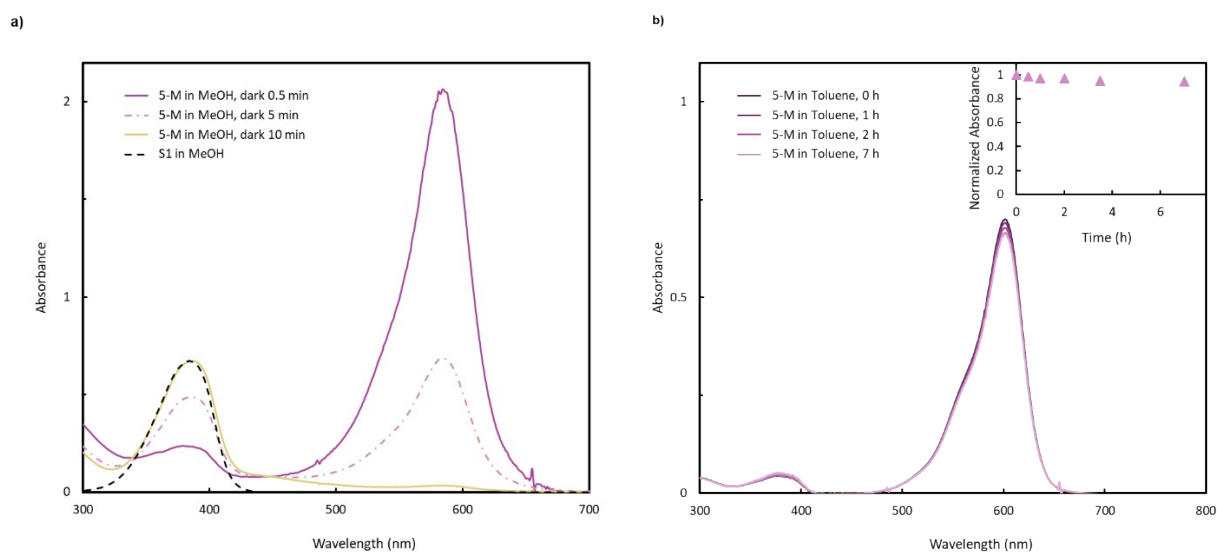 a)
5-M in MeOH, dark 0.5 min
5-M in MeOH, dark 5 min
5-M in MeOH, dark 10 min
S1 in MeOH
Absorbance
2
1
0
300
400
500
600
700
Wavelength (nm)
b)
5-M in Toluene, 0 h
5-M in Toluene, 1 h
5-M in Toluene, 2 h
5-M in Toluene, 7 h
Absorbance
1
0.5
0
300
400
500
600
700
800
Wavelength (nm)
Normalized Absorbance
1
0.8
0.6
0.4
0.2
0
0
2
4
6
Time (h)